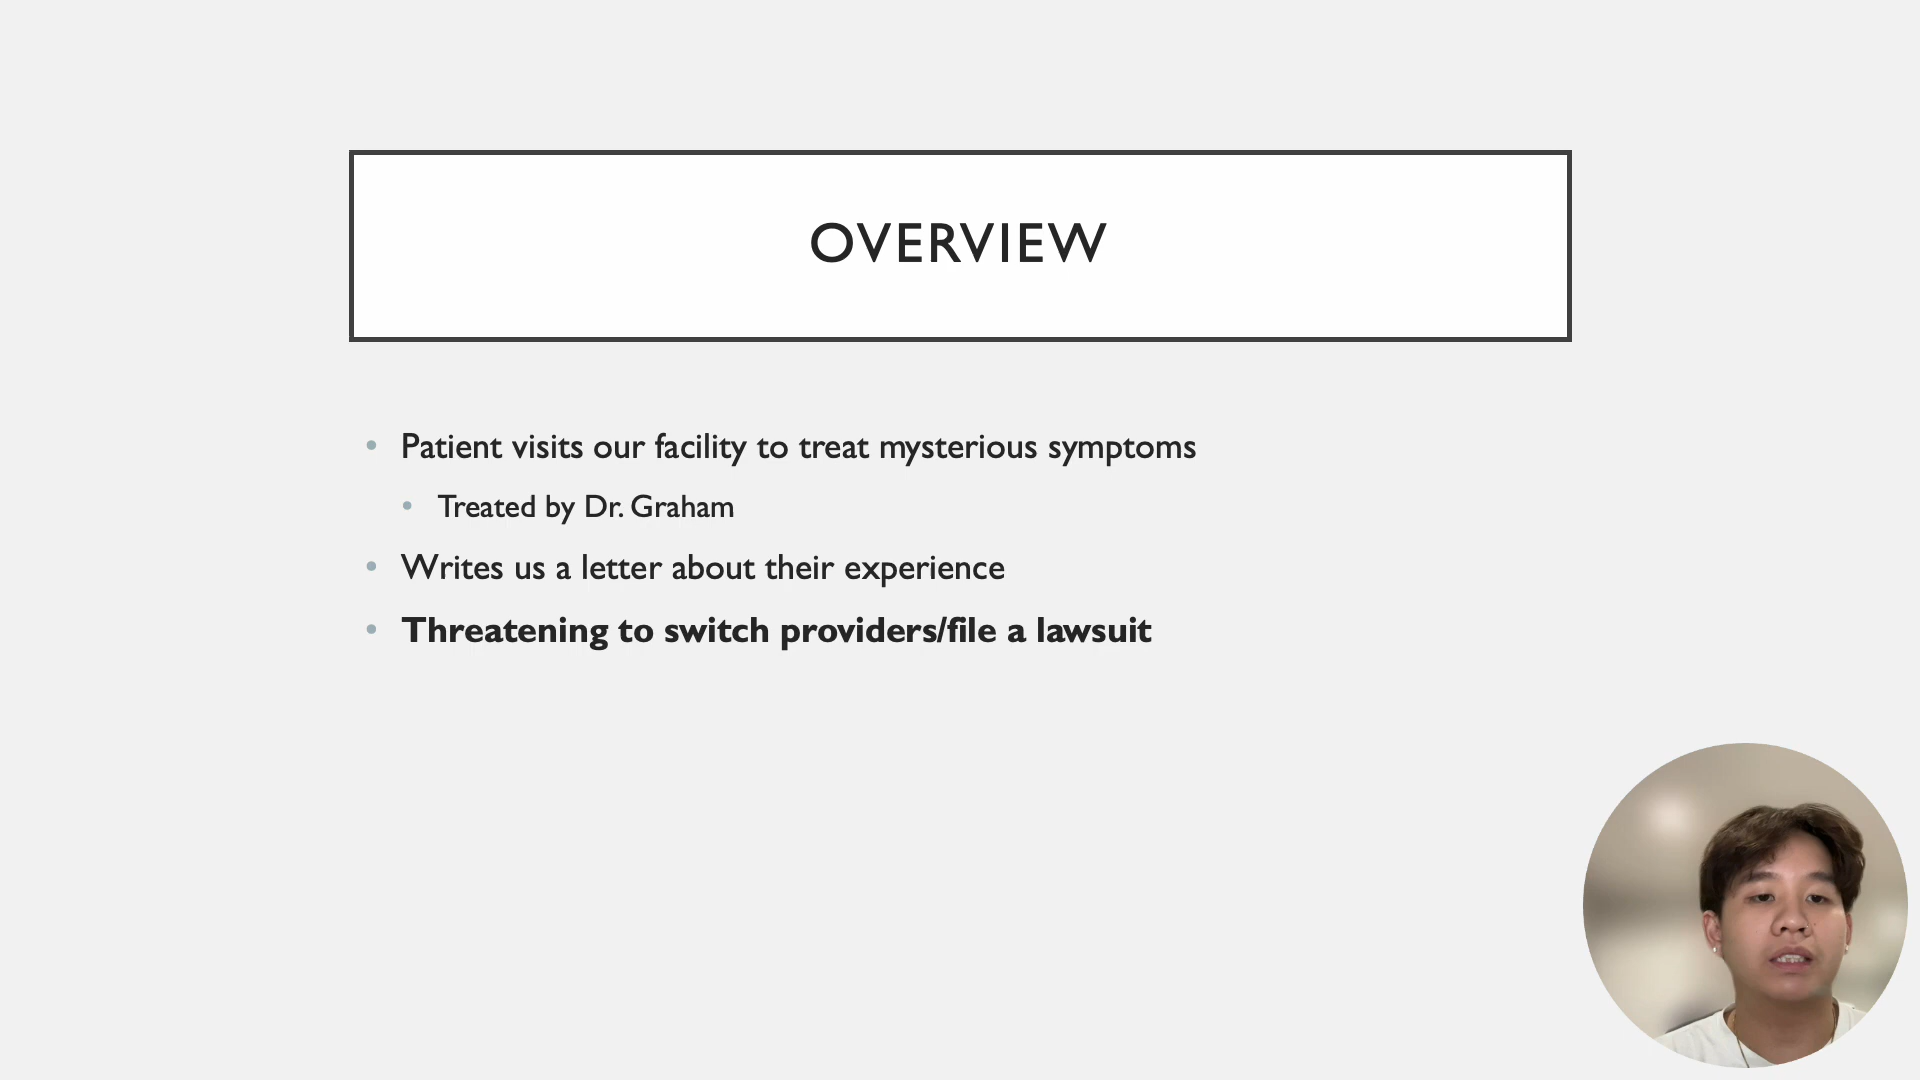 OVERVIEW
• Patient visits our facility to treat mysterious symptoms
• Treated by Dr. Graham
• Writes us a letter about their experience
• Threatening to switch providers/file a lawsuit